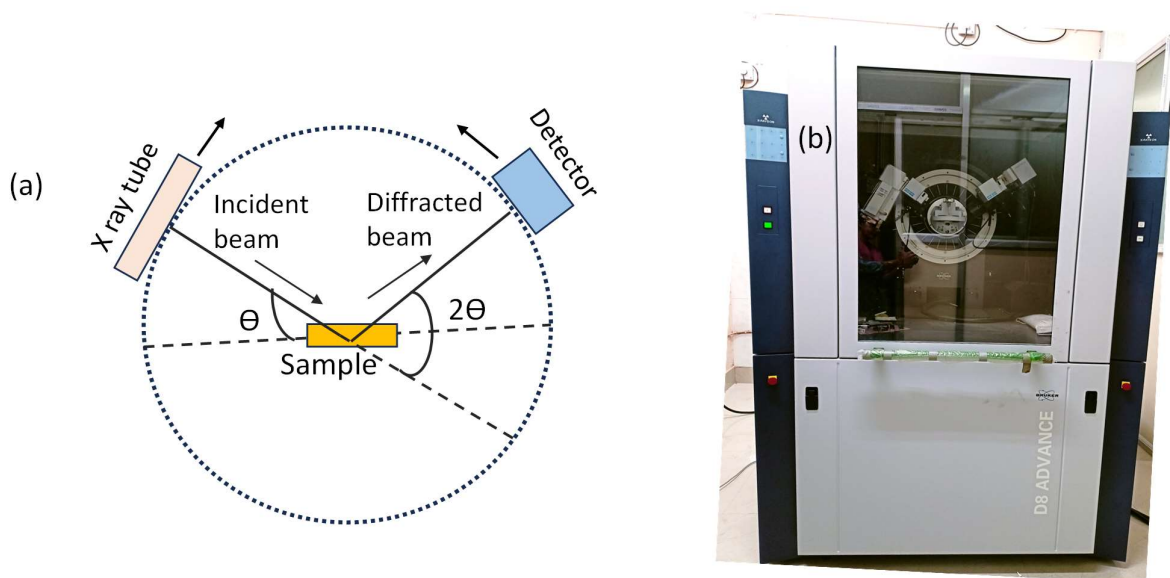 (a)
X ray tube
Incident
beam
Diffracted
beam
Detector
Θ
2Θ
Sample
(b)
BRUKER
D8 ADVANCE